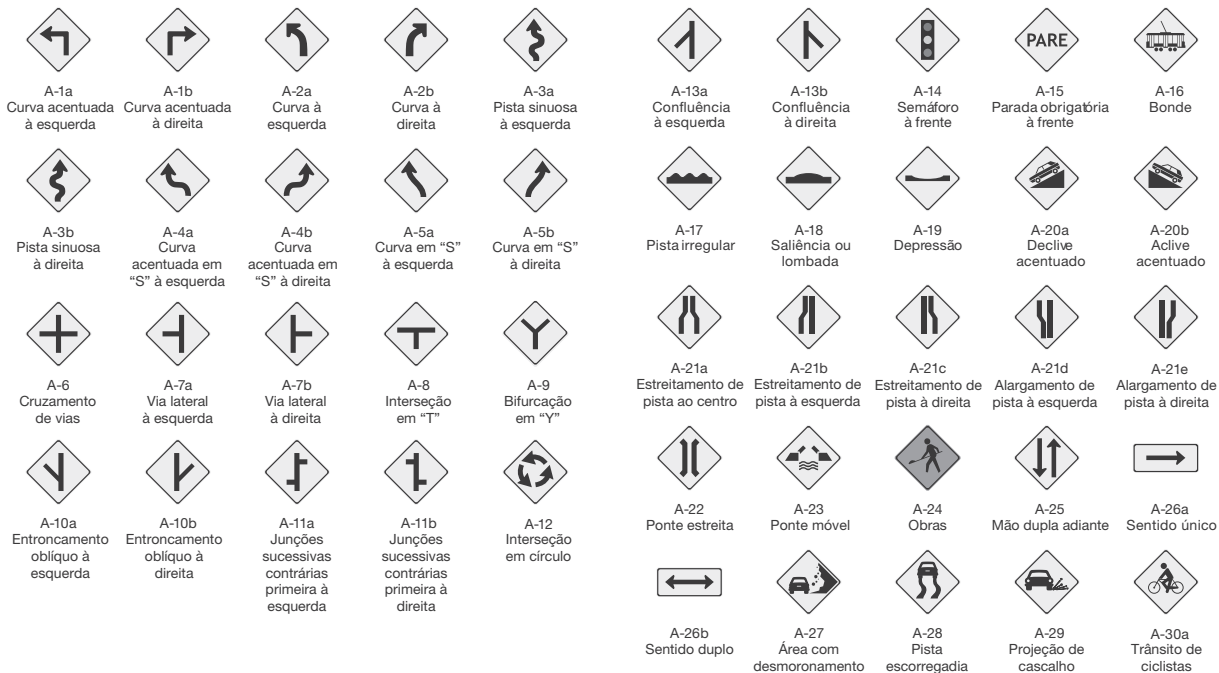 A-1a
Curva acentuada
à esquerda
A-1b
Curva acentuada
à direita
A-2a
Curva à
esquerda
A-2b
Curva à
direita
A-3a
Pista sinuosa
à esquerda
A-3b
Pista sinuosa
à direita
A-4a
Curva
acentuada em
“S” à esquerda
A-4b
Curva
acentuada em
“S” à direita
A-5a
Curva em “S”
à esquerda
A-5b
Curva em “S”
à direita
A-6
Cruzamento
de vias
A-7a
Via lateral
à esquerda
A-7b
Via lateral
à direita
A-8
Interseção
em “T”
A-9
Bifurcação
em “Y”
A-10a
Entroncamento
oblíquo à
esquerda
A-10b
Entroncamento
oblíquo à
direita
A-11a
Junções
sucessivas
contrárias
primeira à
esquerda
A-11b
Junções
sucessivas
contrárias
primeira à
direita
A-12
Interseção
em círculo
A-13a
Confluência
à esquerda
A-13b
Confluência
à direita
A-14
Semáforo
à frente
PARE
A-15
Parada obrigatória
à frente
A-16
Bonde
A-17
Pista irregular
A-18
Saliência ou
lombada
A-19
Depressão
A-20a
Declive
acentuado
A-20b
Aclive
acentuado
A-21a
Estreitamento de
pista ao centro
A-21b
Estreitamento de
pista à esquerda
A-21c
Estreitamento de
pista à direita
A-21d
Alargamento de
pista à esquerda
A-21e
Alargamento de
pista à direita
A-22
Ponte estreita
A-23
Ponte móvel
A-24
Obras
A-25
Mão dupla adiante
A-26a
Sentido único
A-26b
Sentido duplo
A-27
Área com
desmoronamento
A-28
Pista
escorregadia
A-29
Projeção de
cascalho
A-30a
Trânsito de
ciclistas